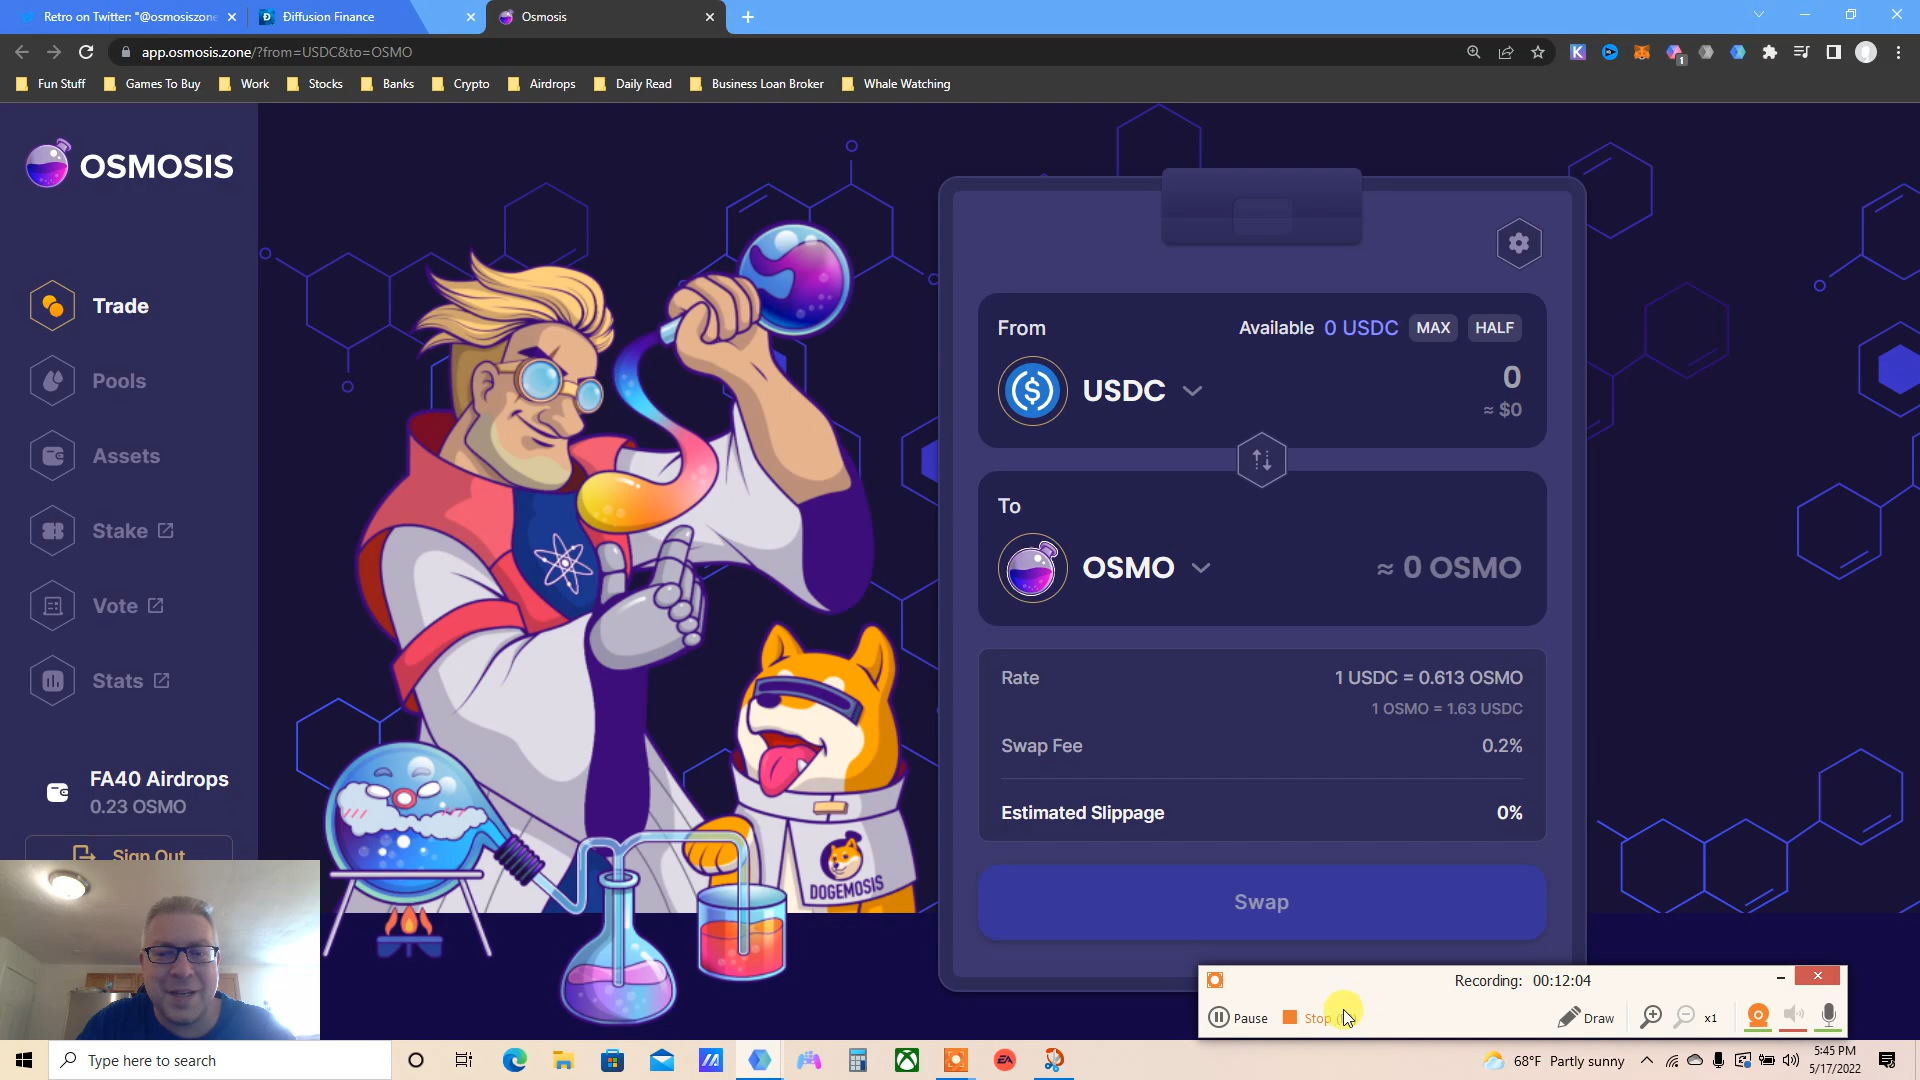 Retro on Twitter: "@osmosiszone
Điffusion Finance
Osmosis
app.osmosis.zone/?from=USDC&to=OSMO
1
Fun Stuff
Games To Buy
Work
Stocks
Banks
Crypto
Airdrops
Daily Read
Business Loan Broker
Whale Watching
OSMOSIS
Trade
Pools
Assets
Stake
Vote
Stats
FA40 Airdrops
0.23 OSMO
Sign Out
DOGEMOSIS
From
Available 0 USDC MAX HALF
USDC
0
≈ $0
To
OSMO
≈ 0 OSMO
Rate
1 USDC = 0.613 OSMO
1 OSMO = 1.63 USDC
Swap Fee
0.2%
Estimated Slippage
0%
Swap
Recording: 00:12:04
Pause
Stop
Draw
x1
Type here to search
EA
68°F Partly sunny
5:45 PM
5/17/2022